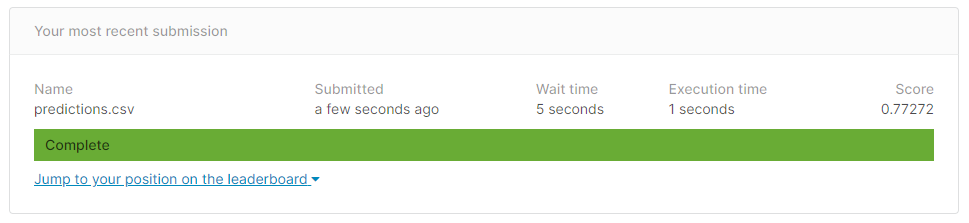 Your most recent submission
Name Submitted Wait time Execution time Score
predictions.csv a few seconds ago 5 seconds 1 seconds 0.77272
Complete
Jump to your position on the leaderboard